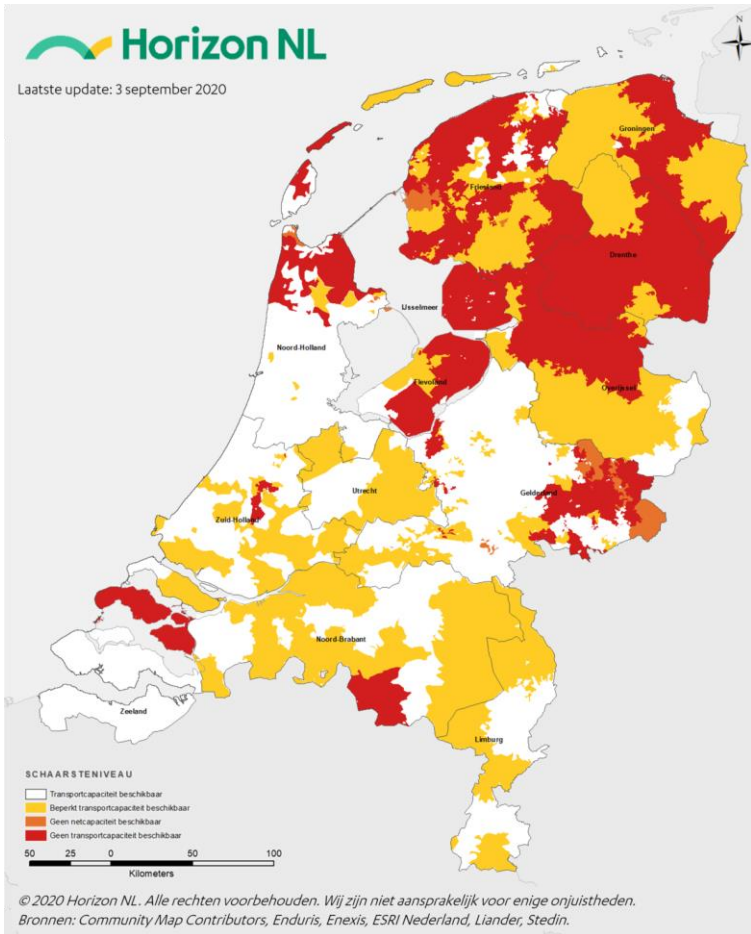 Horizon NL
Laatste update: 3 september 2020
N
Groningen
Friesland
Drenthe
IJsselmeer
Noord-Holland
Flevoland
Overijssel
Utrecht
Gelderland
Zuid-Holland
Noord-Brabant
Zeeland
Limburg
SCHAARSTENIVEAU
Transportcapaciteit beschikbaar
Beperkt transportcapaciteit beschikbaar
Geen netcapaciteit beschikbaar
Geen transportcapaciteit beschikbaar
50 25 0 50 100
Kilometers
© 2020 Horizon NL. Alle rechten voorbehouden. Wij zijn niet aansprakelijk voor enige onjuistheden.
Bronnen: Community Map Contributors, Enduris, Enexis, ESRI Nederland, Liander, Stedin.